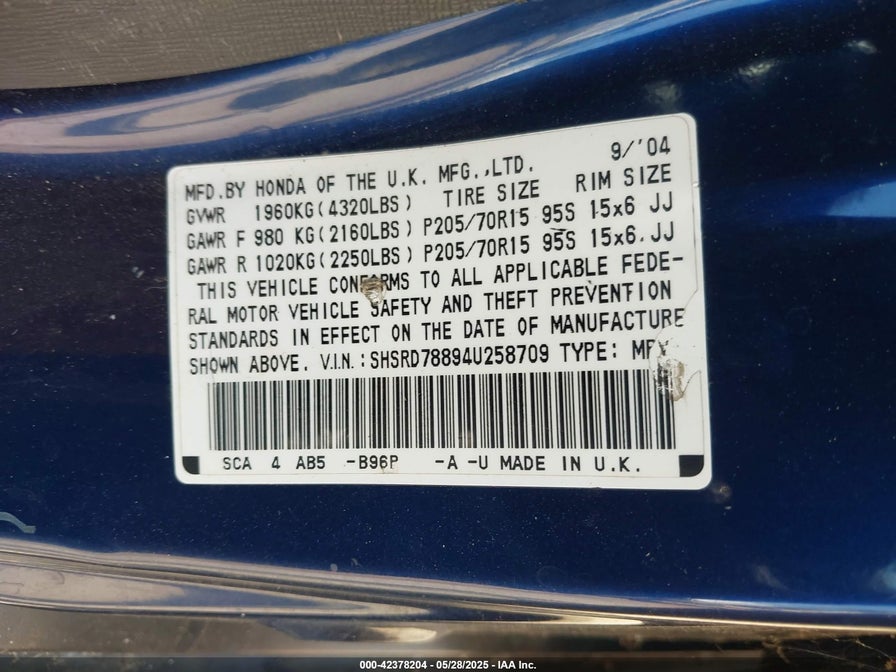 9/'04
MFD.BY HONDA OF THE U.K. MFG.,LTD.
GVWR 1960KG(4320LBS) TIRE SIZE RIM SIZE
GAWR F 980 KG(2160LBS) P205/70R15 95S 15x6 JJ
GAWR R 1020KG(2250LBS) P205/70R15 95S 15x6.JJ
THIS VEHICLE CONFORMS TO ALL APPLICABLE FEDE-
RAL MOTOR VEHICLE SAFETY AND THEFT PREVENTION
STANDARDS IN EFFECT ON THE DATE OF MANUFACTURE
SHOWN ABOVE. V.I.N.:SHSRD78894U258709 TYPE:
SCA 4 AB5 -B96P -A -U MADE IN U.K.
000-42378204 - 05/28/2025 - IAA Inc.